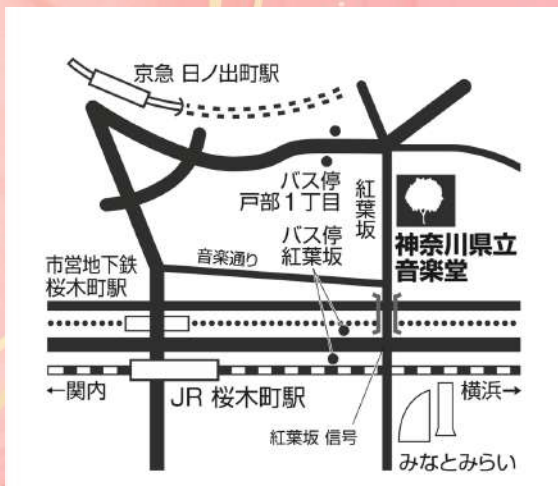 京急 日ノ出町駅
バス停
戸部1丁目
紅葉坂
神奈川県立
音楽堂
バス停
紅葉坂
音楽通り
市営地下鉄
桜木町駅
←関内
JR 桜木町駅
横浜→
紅葉坂 信号
みなとみらい